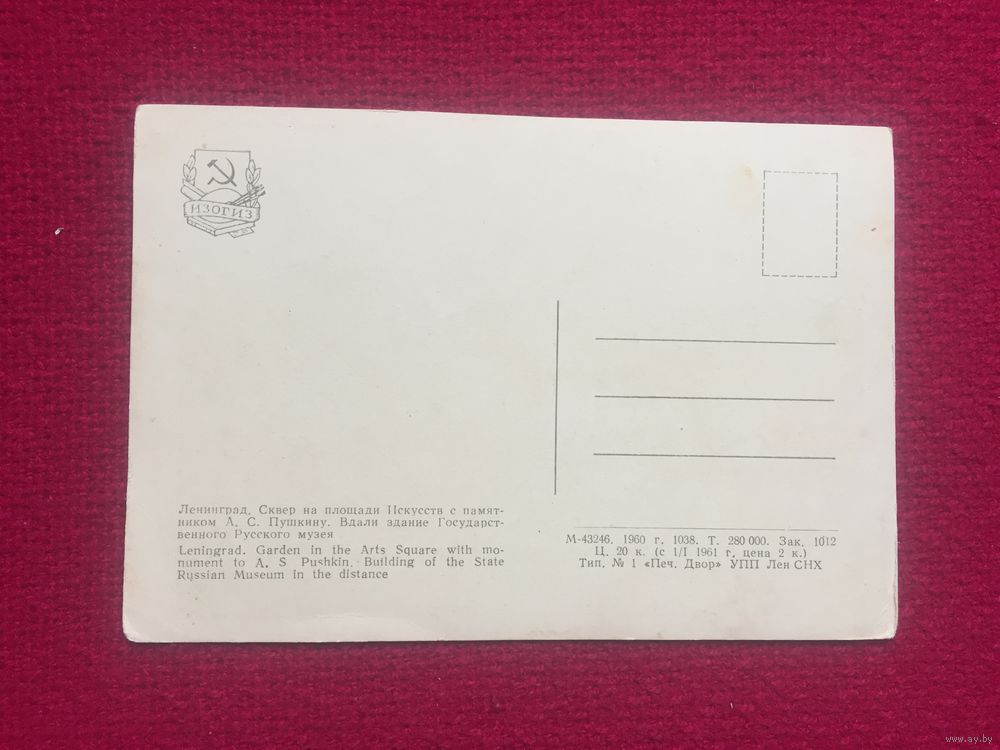 ИЗОГИЗ
Ленинград. Сквер на площади Искусств с памят-
ником А. С. Пушкину. Вдали здание Государст-
венного Русского музея
Leningrad. Garden in the Arts Square with mo-
nument to A. S Pushkin. Building of the State
Russian Museum in the distance
М-43246. 1960 г. 1038. Т. 280 000. Зак. 1012
Ц. 20 к. (с 1/I 1961 г. цена 2 к.)
Тип. № 1 «Печ. Двор» УПП Лен СНХ
www.ay.by